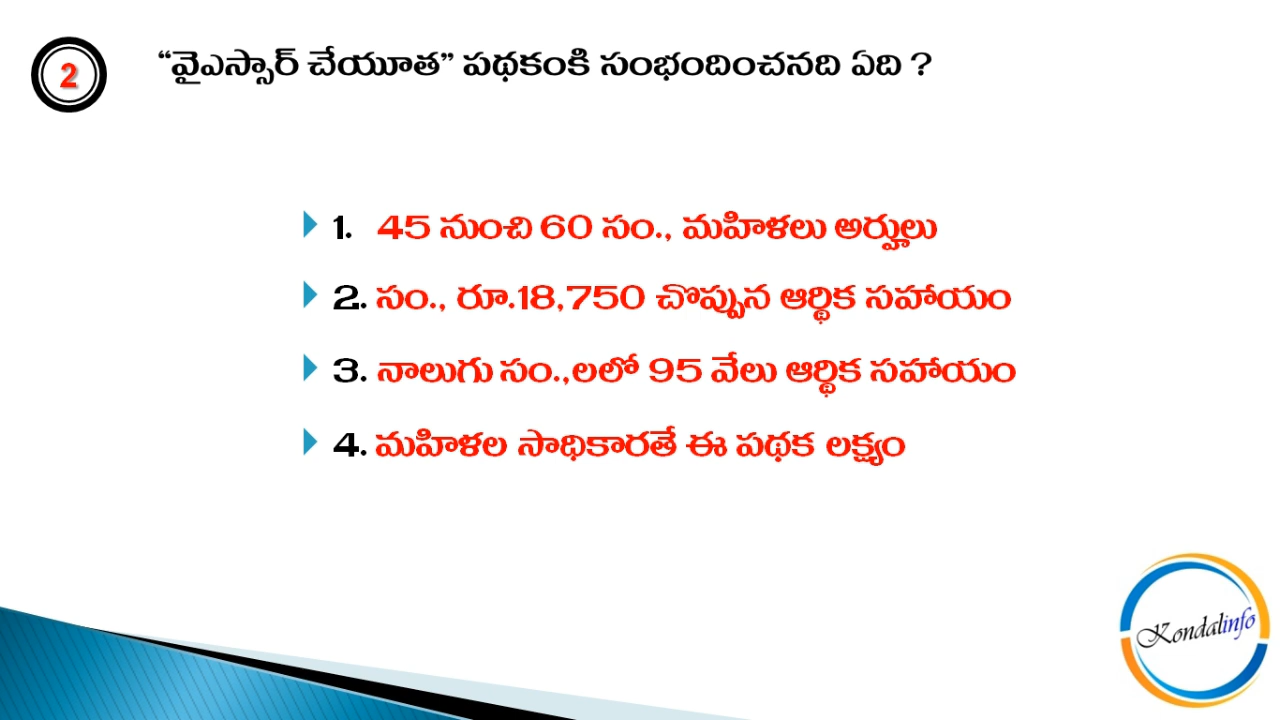 2
“వైఎస్సార్ చేయూత” పథకంకి సంభందించనది ఏది ?
1. 45 నుంచి 60 సం., మహిళలు అర్హులు
2. సం., రూ.18,750 చొప్పున ఆర్థిక సహాయం
3. నాలుగు సం.,లలో 95 వేలు ఆర్థిక సహాయం
4. మహిళల సాధికారతే ఈ పథక లక్ష్యం
Kondalinfo